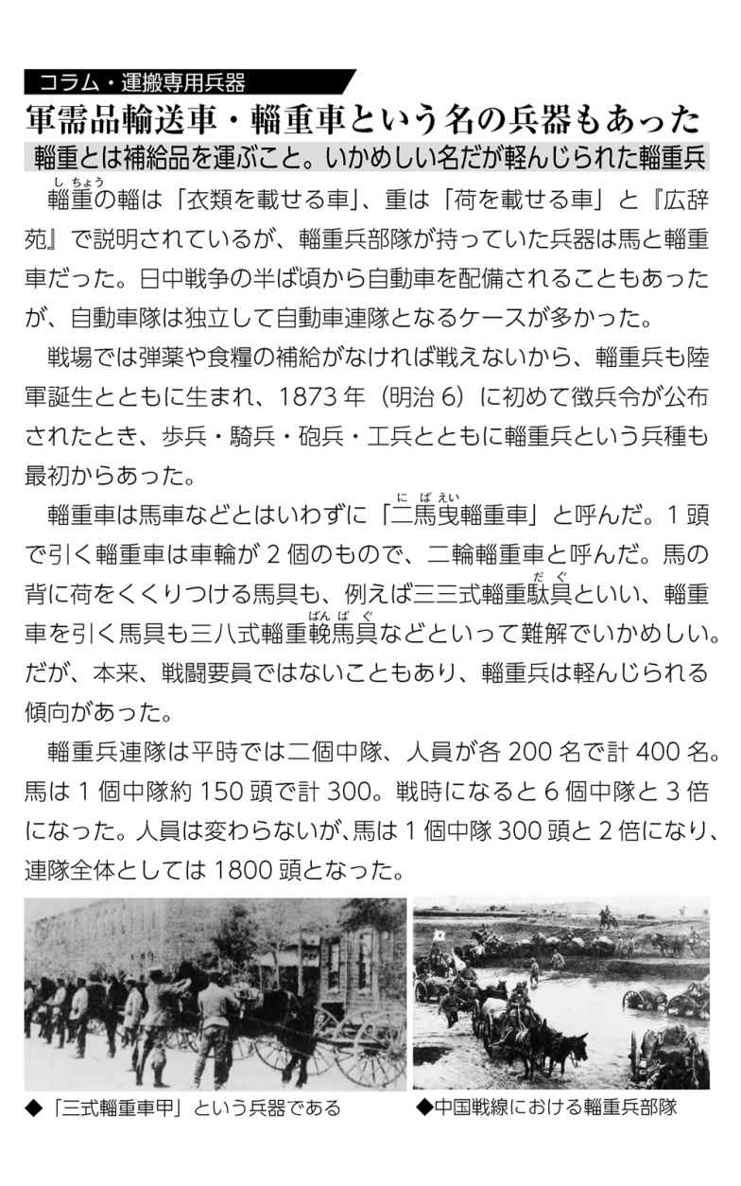 コラム・運搬専用兵器
軍需品輸送車・輜重車という名の兵器もあった
輜重とは補給品を運ぶこと。いかめしい名だが軽んじられた輜重兵
しちょう
輜重の輜は「衣類を載せる車」、重は「荷を載せる車」と『広辞
苑』で説明されているが、輜重兵部隊が持っていた兵器は馬と輜重
車だった。日中戦争の半ば頃から自動車を配備されることもあった
が、自動車隊は独立して自動車連隊となるケースが多かった。
戦場では弾薬や食糧の補給がなければ戦えないから、輜重兵も陸
軍誕生とともに生まれ、1873年（明治6）に初めて徴兵令が公布
されたとき、歩兵・騎兵・砲兵・工兵とともに輜重兵という兵種も
最初からあった。
にばえい
輜重車は馬車などとはいわずに「二馬曳輜重車」と呼んだ。1頭
で引く輜重車は車輪が2個のもので、二輪輜重車と呼んだ。馬の
だぐ
背に荷をくくりつける馬具も、例えば三三式輜重駄具といい、輜重
ばんばぐ
車を引く馬具も三八式輜重輓馬具などといって難解でいかめしい。
だが、本来、戦闘要員ではないこともあり、輜重兵は軽んじられる
傾向があった。
輜重兵連隊は平時では二個中隊、人員が各200名で計400名。
馬は1個中隊約150頭で計300。戦時になると6個中隊と3倍
になった。人員は変わらないが、馬は1個中隊300頭と2倍になり、
連隊全体としては1800頭となった。
◆「三式輜重車甲」という兵器である
◆中国戦線における輜重兵部隊